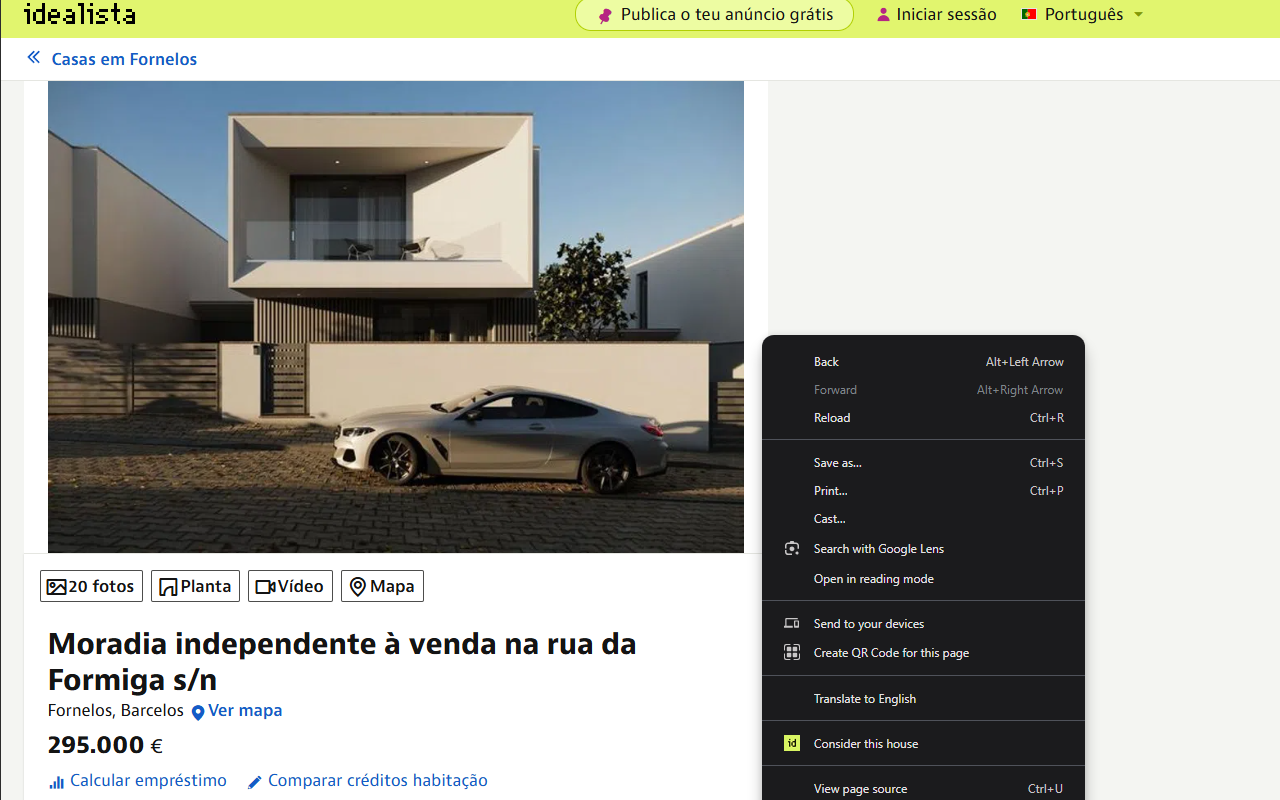 idealista
Publica o teu anúncio grátis
Iniciar sessão
Português
Casas em Fornelos
20 fotos
Planta
Vídeo
Mapa
Moradia independente à venda na rua da
Formiga s/n
Fornelos, Barcelos
Ver mapa
295.000 €
Calcular empréstimo
Comparar créditos habitação
Back Alt+Left Arrow
Forward Alt+Right Arrow
Reload Ctrl+R
Save as... Ctrl+S
Print... Ctrl+P
Cast...
Search with Google Lens
Open in reading mode
Send to your devices
Create QR Code for this page
Translate to English
id Consider this house
View page source Ctrl+U